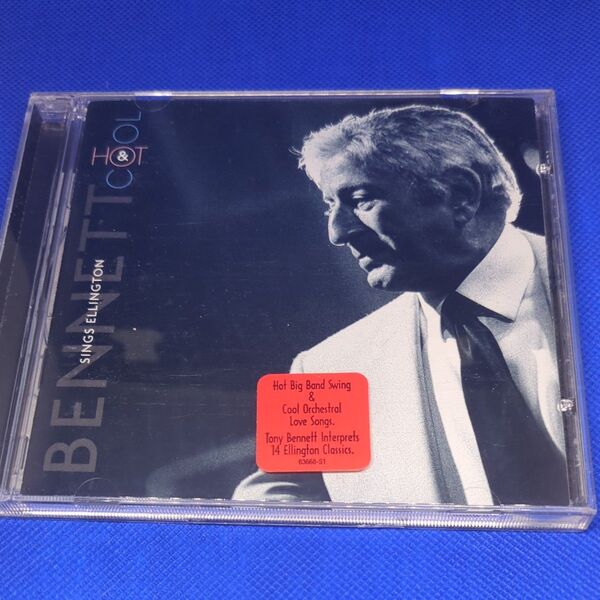 BENNETT
SINGS ELLINGTON
HOT
&
COOL
Hot Big Band Swing
&
Cool Orchestral
Love Songs.
Tony Bennett Interprets
14 Ellington Classics.
63668-S1